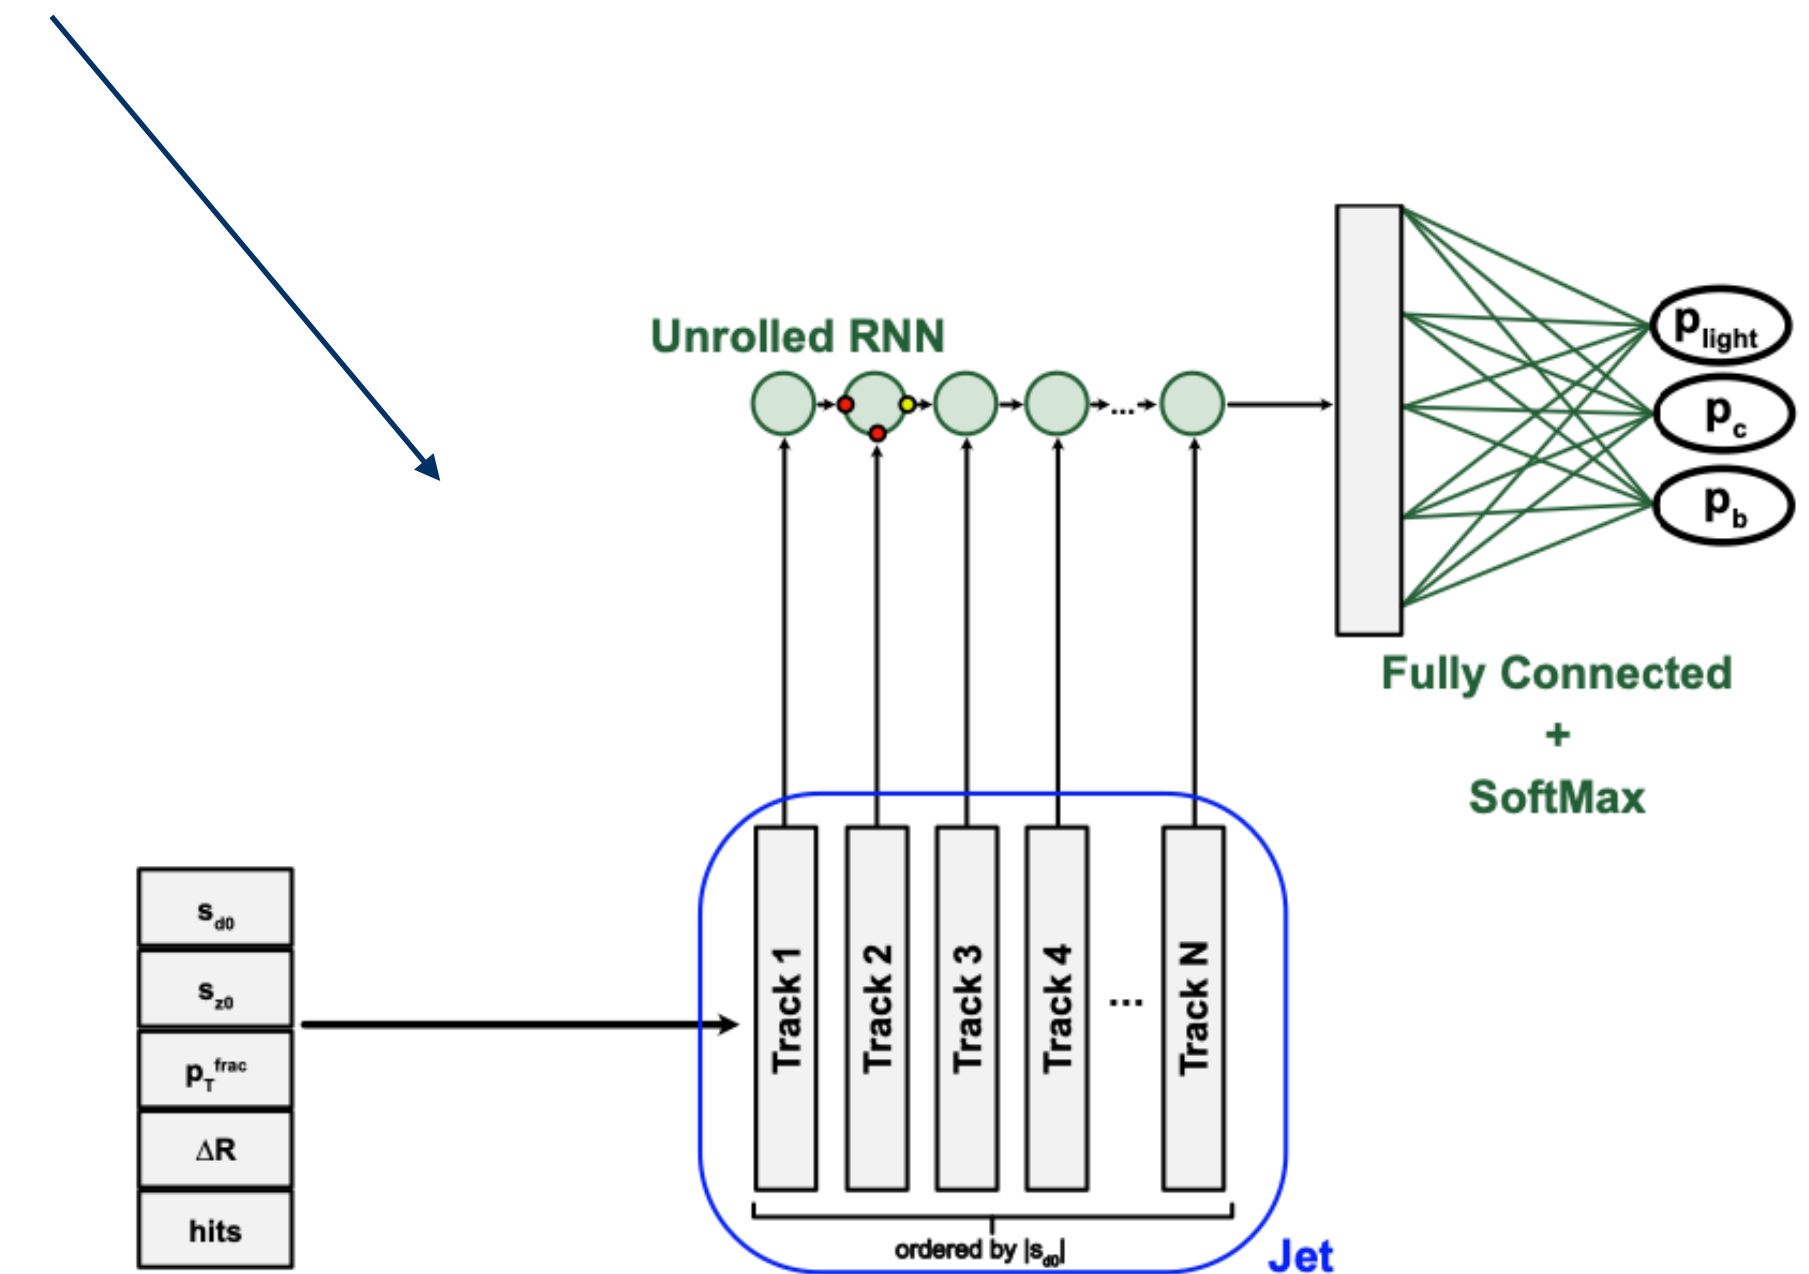 Unrolled RNN
...
p_light
p_c
p_b
Fully Connected
+
SoftMax
s_d0
s_z0
p_T^frac
ΔR
hits
Track 1
Track 2
Track 3
Track 4
...
Track N
ordered by |s_d0|
Jet